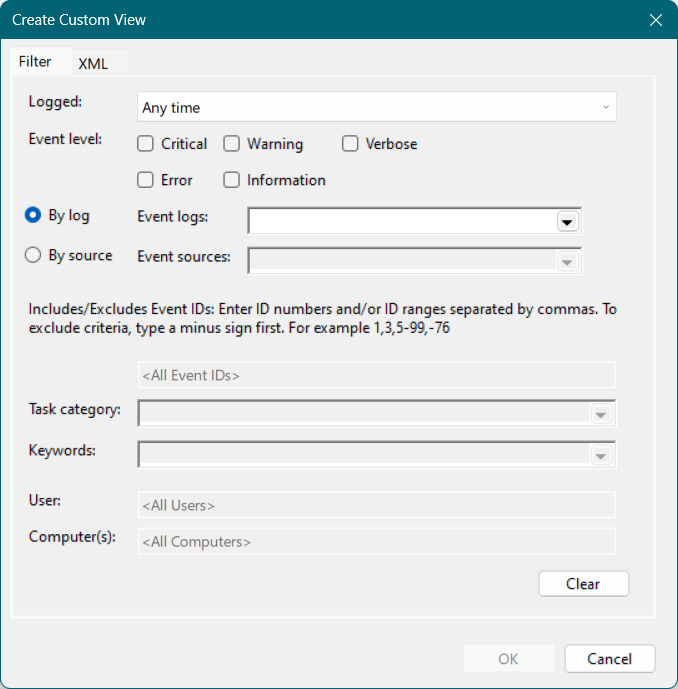 Create Custom View
Filter
XML
Logged:
Any time
Event level:
Critical
Warning
Verbose
Error
Information
By log
Event logs:
By source
Event sources:
Includes/Excludes Event IDs: Enter ID numbers and/or ID ranges separated by commas. To
exclude criteria, type a minus sign first. For example 1,3,5-99,-76
<All Event IDs>
Task category:
Keywords:
User:
<All Users>
Computer(s):
<All Computers>
Clear
OK
Cancel